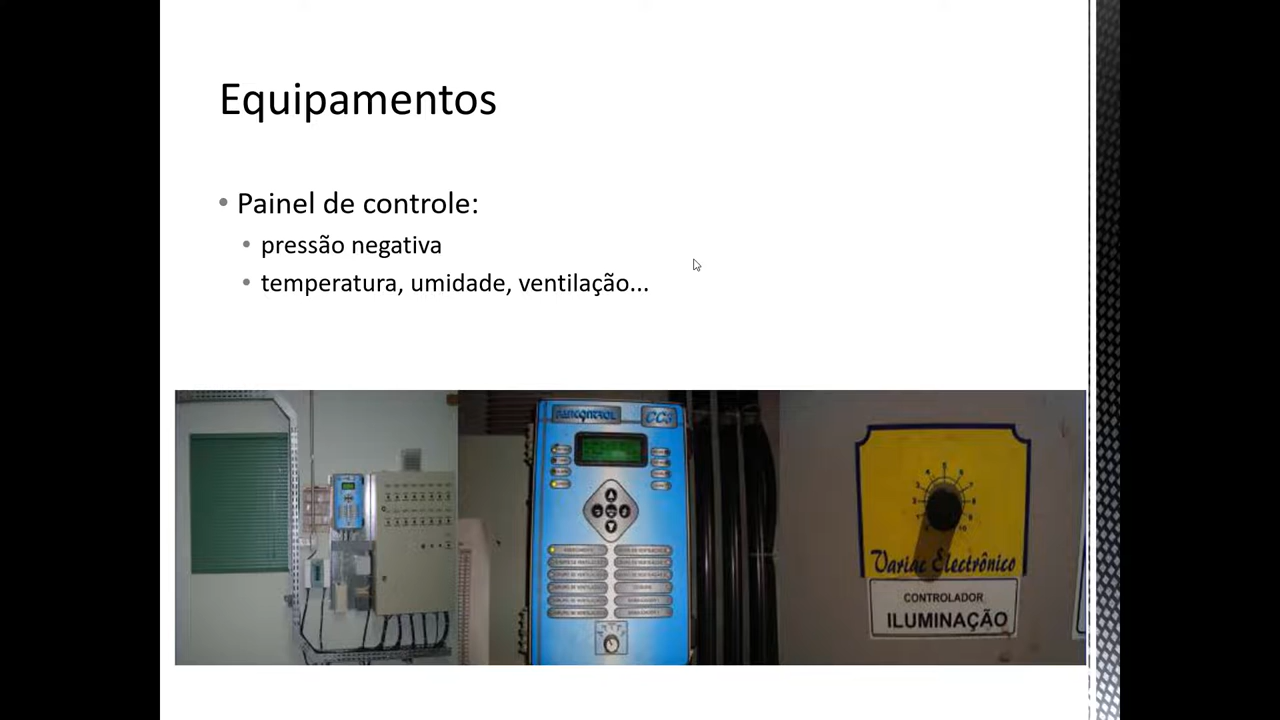 Equipamentos
• Painel de controle:
• pressão negativa
• temperatura, umidade, ventilação...
CC3
Variac Electrônico
CONTROLADOR
ILUMINAÇÃO